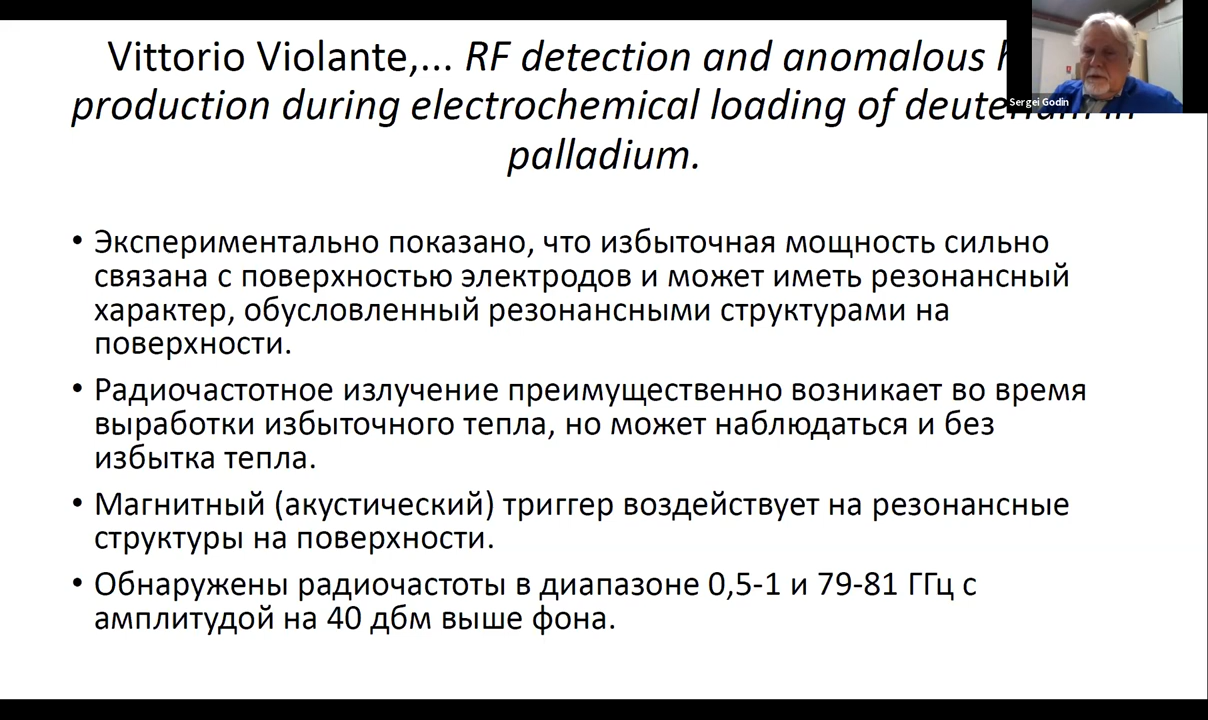 Vittorio Violante,... RF detection and anomalous
production during electrochemical loading of deuterium in
palladium.
Sergei Godin
• Экспериментально показано, что избыточная мощность сильно
связана с поверхностью электродов и может иметь резонансный
характер, обусловленный резонансными структурами на
поверхности.
• Радиочастотное излучение преимущественно возникает во время
выработки избыточного тепла, но может наблюдаться и без
избытка тепла.
• Магнитный (акустический) триггер воздействует на резонансные
структуры на поверхности.
• Обнаружены радиочастоты в диапазоне 0,5-1 и 79-81 ГГц с
амплитудой на 40 дбм выше фона.